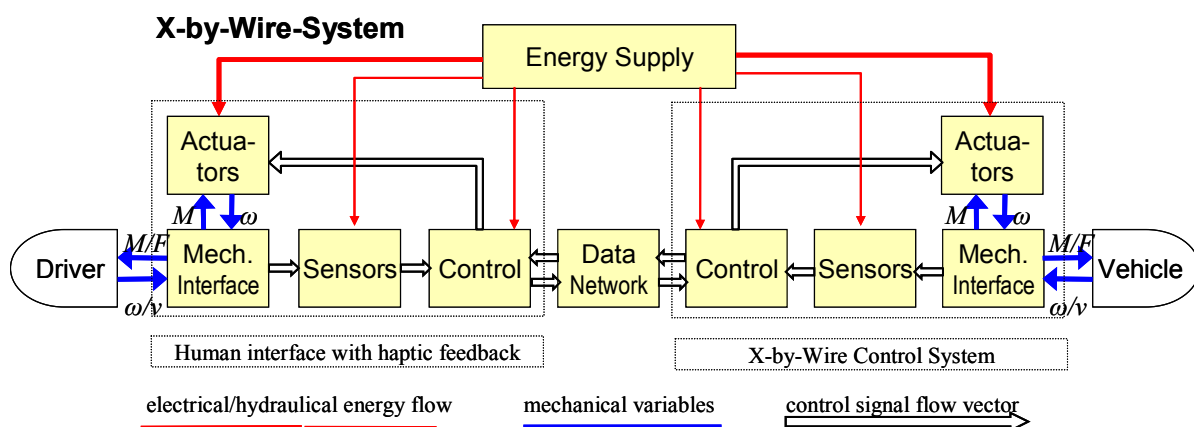 X-by-Wire-System
Energy Supply
Actua-
tors
Actua-
tors
M
ω
M
ω
M/F
M/F
Driver
Mech.
Interface
Sensors
Control
Data
Network
Control
Sensors
Mech.
Interface
Vehicle
ω/v
ω/v
Human interface with haptic feedback
X-by-Wire Control System
electrical/hydraulical energy flow
mechanical variables
control signal flow vector